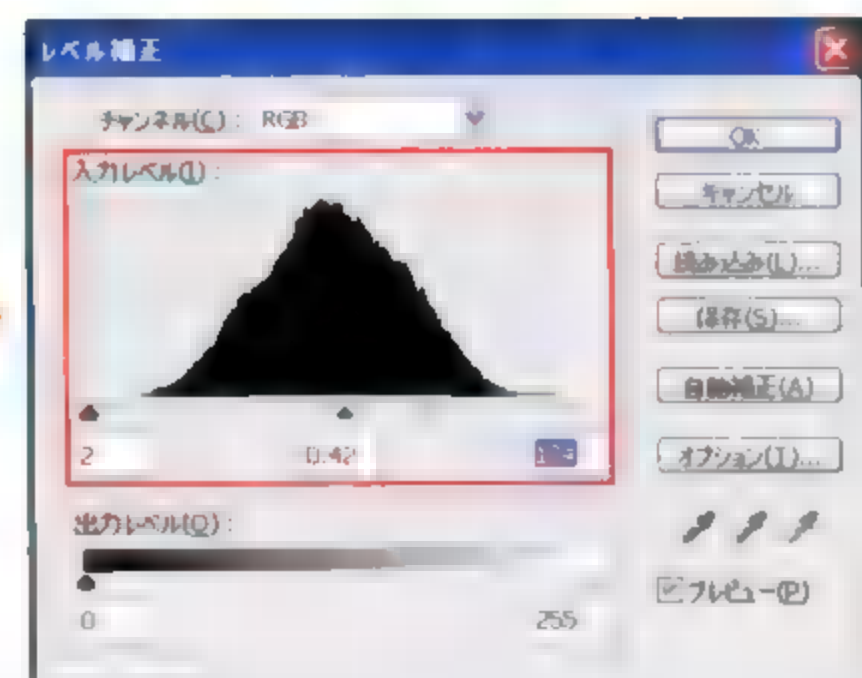 レベル補正
チャンネル(C): RGB
OK
入力レベル(I):
キャンセル
読み込み(L)...
保存(S)...
自動補正(A)
2 0.42
オプション(T)...
出力レベル(O):
プレビュー(P)
0 255